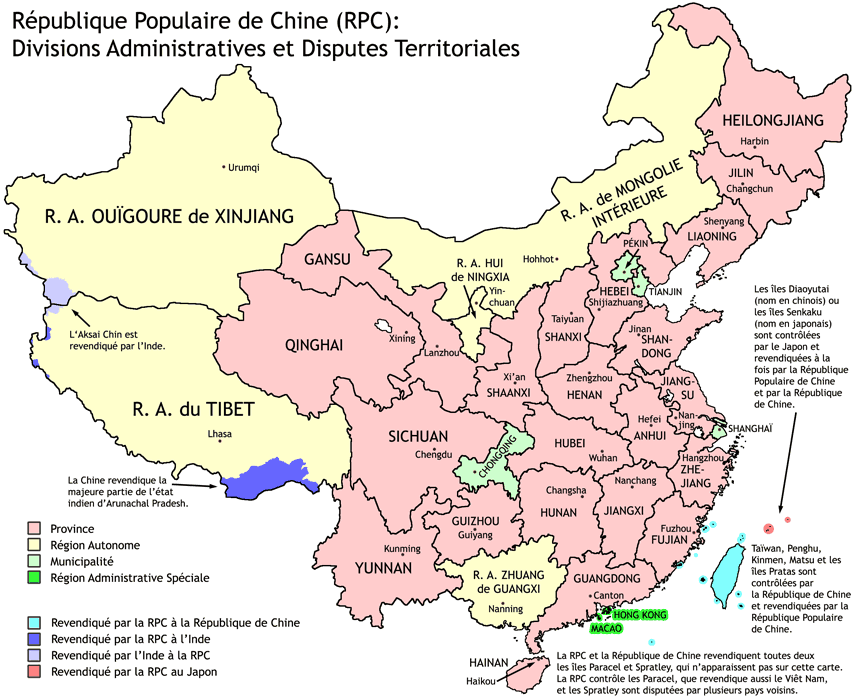 République Populaire de Chine (RPC):
Divisions Administratives et Disputes Territoriales
HEILONGJIANG
Harbin
JILIN
Changchun
Urumqi
R. A. de MONGOLIE
INTÉRIEURE
R. A. OUÏGOURE de XINJIANG
Shenyang
LIAONING
GANSU
R. A. HUI
de NINGXIA
Hohhot
PÉKIN
HEBEI
Shijiazhuang
TIANJIN
Yin-
chuan
Les îles Diaoyutai
(nom en chinois) ou
les îles Senkaku
(nom en japonais)
sont contrôlées
par le Japon et
revendiquées à la
fois par la République
Populaire de Chine
et par la République
de Chine.
L'Aksai Chin est
revendiqué par l'Inde.
QINGHAI
Xining
Lanzhou
Taiyuan
SHANXI
Jinan
SHAN-
DONG
Xi'an
SHAANXI
Zhengzhou
HENAN
JIANG-
SU
R. A. du TIBET
Lhasa
SICHUAN
Chengdu
CHONGQING
HUBEI
Wuhan
Hefei
ANHUI
Nan-
jing
SHANGHAÏ
Hangzhou
ZHE-
JIANG
La Chine revendique la
majeure partie de l'état
indien d'Arunachal Pradesh.
Changsha
HUNAN
Nanchang
JIANGXI
GUIZHOU
Guiyang
Fuzhou
FUJIAN
Kunming
YUNNAN
R. A. ZHUANG
de GUANGXI
Nanning
GUANGDONG
Canton
HONG KONG
MACAO
Taïwan, Penghu,
Kinmen, Matsu et les
îles Pratas sont
contrôlées par
la République de Chine
et revendiquées par la
République Populaire
de Chine.
Province
Région Autonome
Municipalité
Région Administrative Spéciale
Revendiqué par la RPC à la République de Chine
Revendiqué par la RPC à l'Inde
Revendiqué par l'Inde à la RPC
Revendiqué par la RPC au Japon
HAINAN
Haikou
La RPC et la République de Chine revendiquent toutes deux
les îles Paracel et Spratley, qui n'apparaissent pas sur cette carte.
La RPC contrôle les Paracel, que revendique aussi le Viêt Nam,
et les Spratley sont disputées par plusieurs pays voisins.